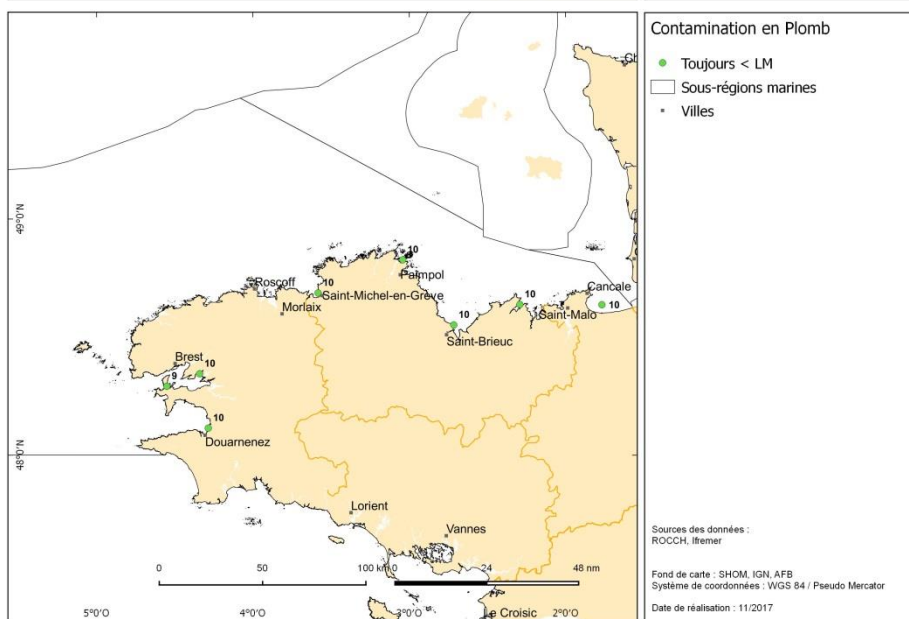 Contamination en Plomb
Toujours < LM
Sous-régions marines
Villes
Ch
49°0'N
10
Paimpol
Roscoff
10
Saint-Michel-en-Grève
Morlaix
Cancale
10
10
Saint-Malo
10
Saint-Brieuc
Brest
10
9
10
Douarnenez
48°0'N
Lorient
Vannes
0 50 100 km
0 24 48 nm
5°0'O 4°0'O 3°0'O 2°0'O
Le Croisic
Sources des données :
ROCCH, Ifremer
Fond de carte : SHOM, IGN, AFB
Système de coordonnées : WGS 84 / Pseudo Mercator
Date de réalisation : 11/2017